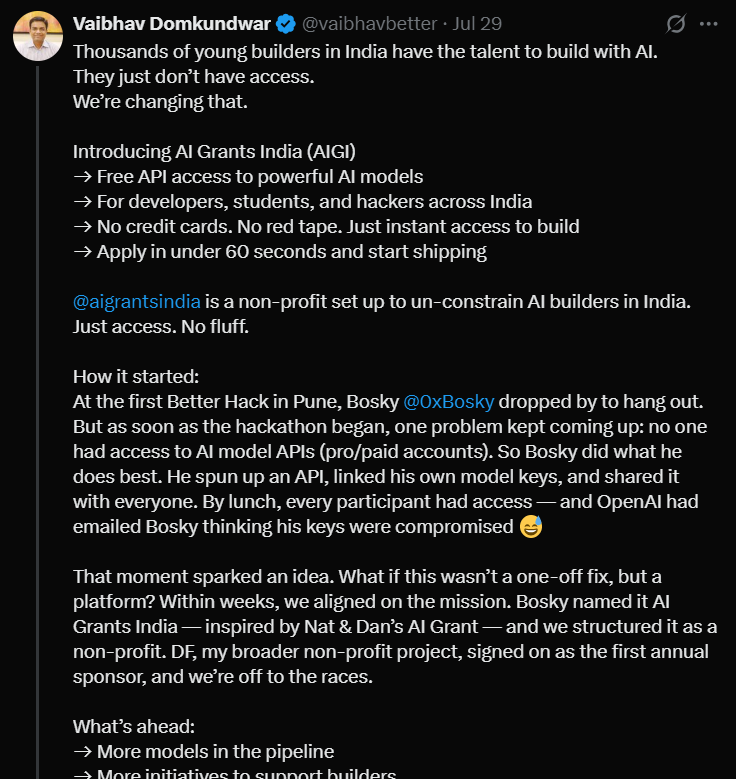 Vaibhav Domkundwar @vaibhavbetter · Jul 29
Thousands of young builders in India have the talent to build with AI.
They just don’t have access.
We’re changing that.
Introducing AI Grants India (AIGI)
→ Free API access to powerful AI models
→ For developers, students, and hackers across India
→ No credit cards. No red tape. Just instant access to build
→ Apply in under 60 seconds and start shipping
@aigrantsindia is a non-profit set up to un-constrain AI builders in India.
Just access. No fluff.
How it started:
At the first Better Hack in Pune, Bosky @0xBosky dropped by to hang out.
But as soon as the hackathon began, one problem kept coming up: no one
had access to AI model APIs (pro/paid accounts). So Bosky did what he
does best. He spun up an API, linked his own model keys, and shared it
with everyone. By lunch, every participant had access — and OpenAI had
emailed Bosky thinking his keys were compromised 😅
That moment sparked an idea. What if this wasn’t a one-off fix, but a
platform? Within weeks, we aligned on the mission. Bosky named it AI
Grants India — inspired by Nat & Dan’s AI Grant — and we structured it as a
non-profit. DF, my broader non-profit project, signed on as the first annual
sponsor, and we’re off to the races.
What’s ahead:
→ More models in the pipeline
→ More initiatives to support builders